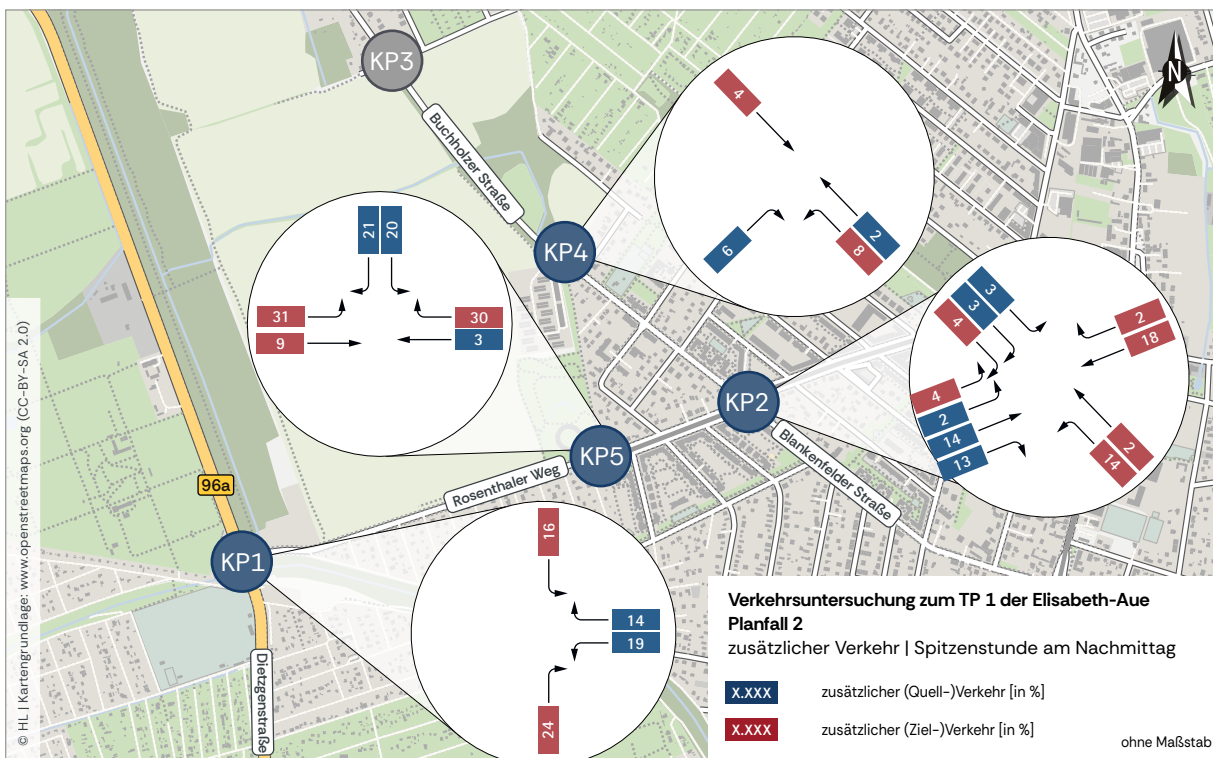 KP3
N
Buchholzer Straße
4
2
8
6
KP4
21
20
31
9
30
3
3
3
4
2
18
4
2
14
13
2
14
KP2
KP5
Blankenfelder Straße
Rosenthaler Weg
96a
KP1
16
14
19
24
Dietzgenstraße
© HL | Kartengrundlage: www.openstreetmaps.org (CC-BY-SA 2.0)
Verkehrsuntersuchung zum TP 1 der Elisabeth-Aue
Planfall 2
zusätzlicher Verkehr | Spitzenstunde am Nachmittag
X.XXX zusätzlicher (Quell-)Verkehr [in %]
X.XXX zusätzlicher (Ziel-)Verkehr [in %]
ohne Maßstab